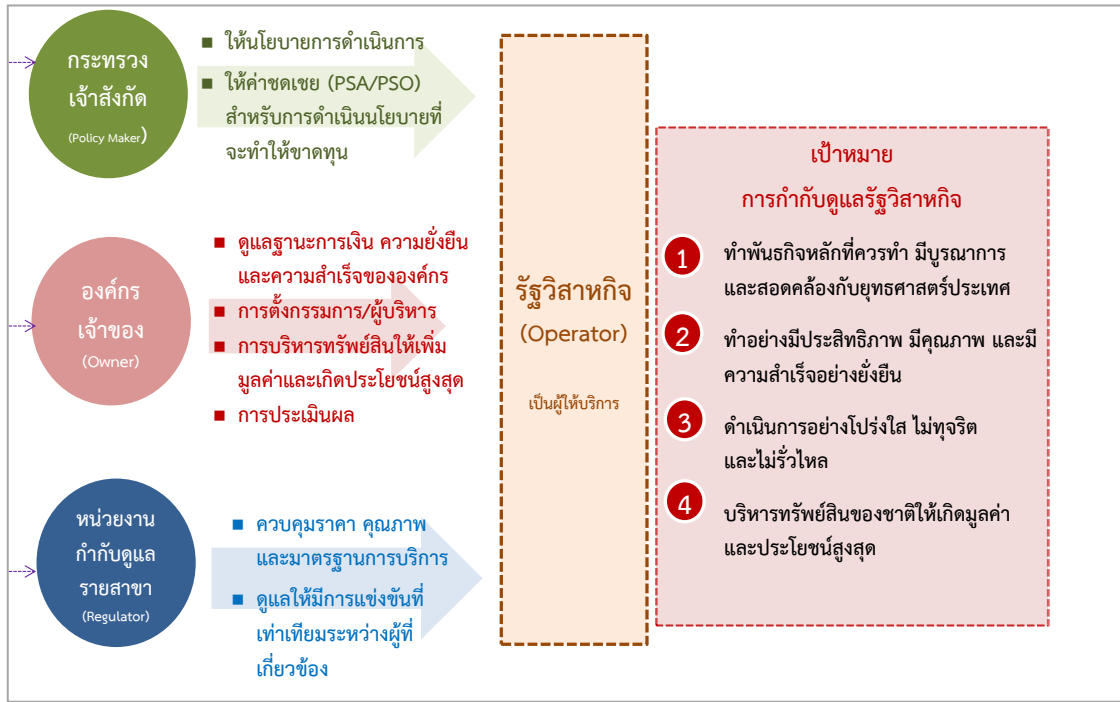 กระทรวง
เจ้าสังกัด
(Policy Maker)
■ ให้นโยบายการดำเนินการ
■ ให้ค่าชดเชย (PSA/PSO)
สำหรับการดำเนินนโยบายที่
จะทำให้ขาดทุน
องค์กร
เจ้าของ
(Owner)
■ ดูแลฐานะการเงิน ความยั่งยืน
และความสำเร็จขององค์กร
■ การตั้งกรรมการ/ผู้บริหาร
■ การบริหารทรัพย์สินให้เพิ่ม
มูลค่าและเกิดประโยชน์สูงสุด
■ การประเมินผล
หน่วยงาน
กำกับดูแล
รายสาขา
(Regulator)
■ ควบคุมราคา คุณภาพ
และมาตรฐานการบริการ
■ ดูแลให้มีการแข่งขันที่
เท่าเทียมระหว่างผู้ที่
เกี่ยวข้อง
รัฐวิสาหกิจ
(Operator)
เป็นผู้ให้บริการ
เป้าหมาย
การกำกับดูแลรัฐวิสาหกิจ
1 ทำพันธกิจหลักที่ควรทำ มีบูรณาการ
และสอดคล้องกับยุทธศาสตร์ประเทศ
2 ทำอย่างมีประสิทธิภาพ มีคุณภาพ และมี
ความสำเร็จอย่างยั่งยืน
3 ดำเนินการอย่างโปร่งใส ไม่ทุจริต
และไม่รั่วไหล
4 บริหารทรัพย์สินของชาติให้เกิดมูลค่า
และประโยชน์สูงสุด